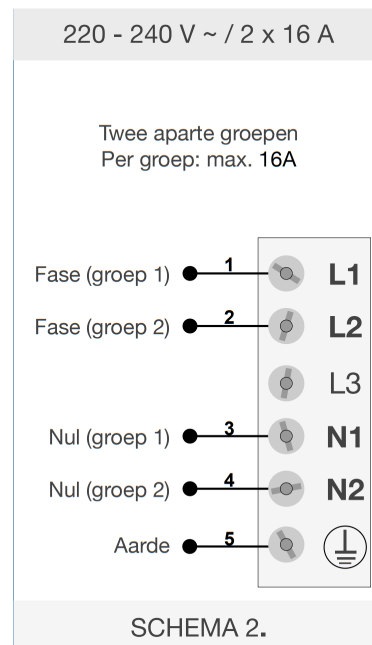 220 - 240 V ~ / 2 x 16 A
Twee aparte groepen
Per groep: max. 16A
Fase (groep 1) 1 L1
Fase (groep 2) 2 L2
L3
Nul (groep 1) 3 N1
Nul (groep 2) 4 N2
Aarde 5
SCHEMA 2.